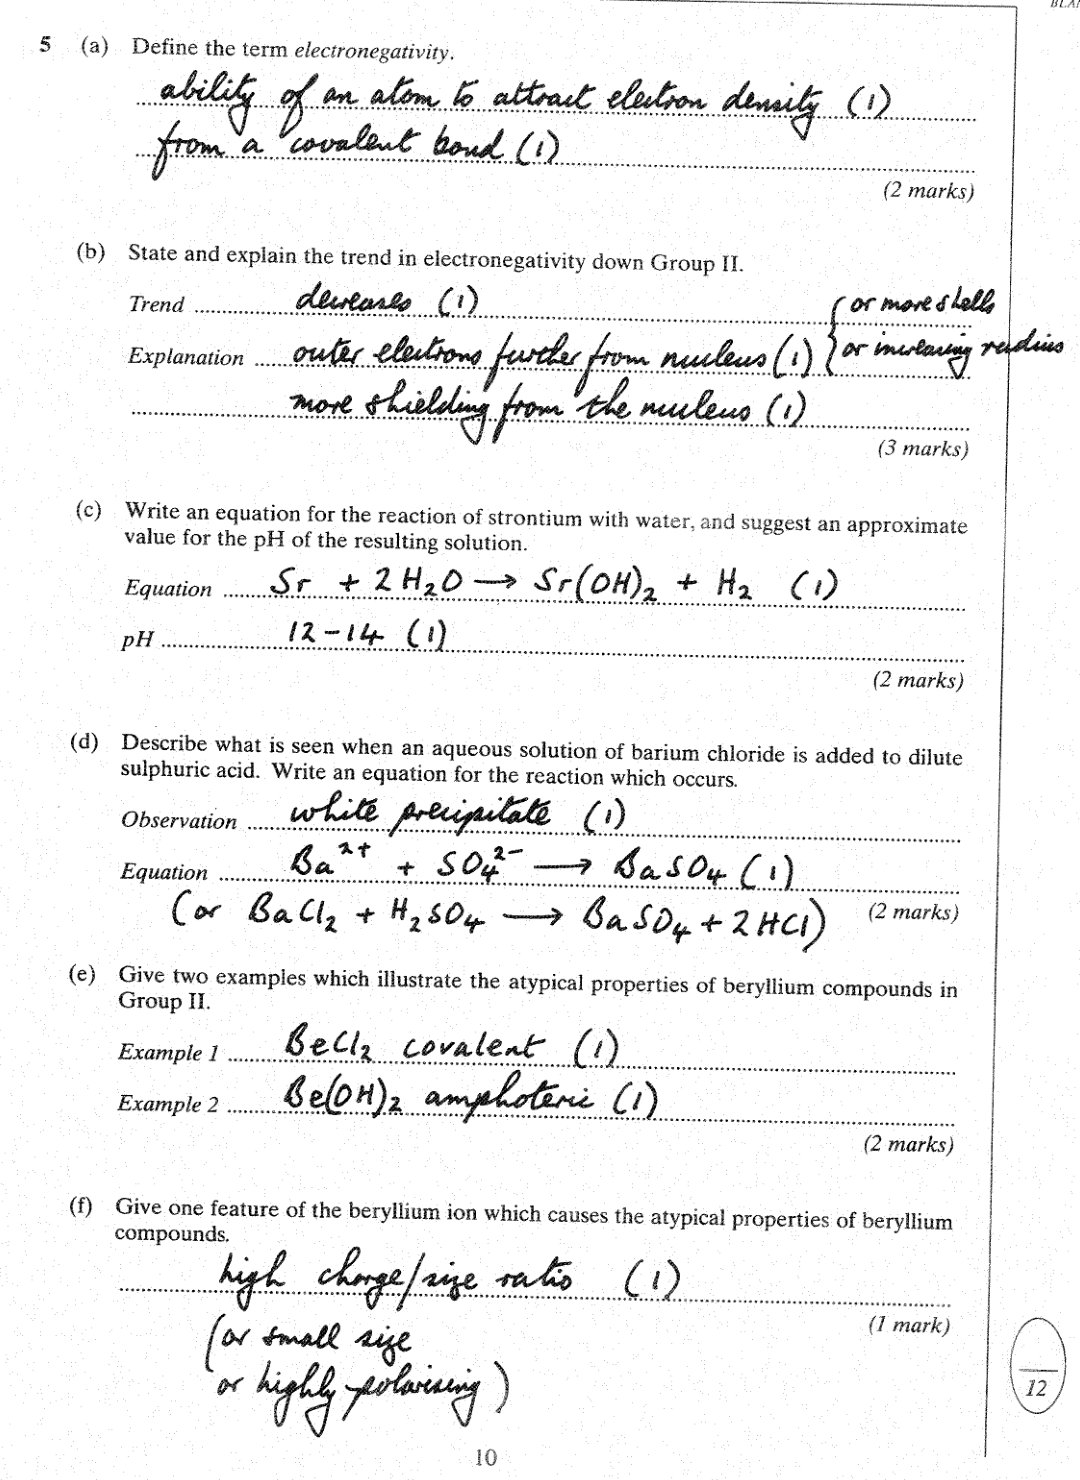 BLA
5 (a) Define the term electronegativity.
ability of an atom to attract electron density (1)
from a covalent bond (1)
(2 marks)
(b) State and explain the trend in electronegativity down Group II.
Trend decreases (1)
(or more shells
Explanation outer electrons further from nucleus (1) or increasing radius
more shielding from the nucleus (1)
(3 marks)
(c) Write an equation for the reaction of strontium with water, and suggest an approximate
value for the pH of the resulting solution.
Equation Sr + 2H₂O → Sr(OH)₂ + H₂ (1)
pH 12-14 (1)
(2 marks)
(d) Describe what is seen when an aqueous solution of barium chloride is added to dilute
sulphuric acid. Write an equation for the reaction which occurs.
Observation white precipitate (1)
Equation Ba²⁺ + SO₄²⁻ → BaSO₄ (1)
(or BaCl₂ + H₂SO₄ → BaSO₄ + 2HCl) (2 marks)
(e) Give two examples which illustrate the atypical properties of beryllium compounds in
Group II.
Example 1 BeCl₂ covalent (1)
Example 2 Be(OH)₂ amphoteric (1)
(2 marks)
(f) Give one feature of the beryllium ion which causes the atypical properties of beryllium
compounds.
high charge/size ratio (1)
(1 mark)
(or small size
or highly polarising)
12
10